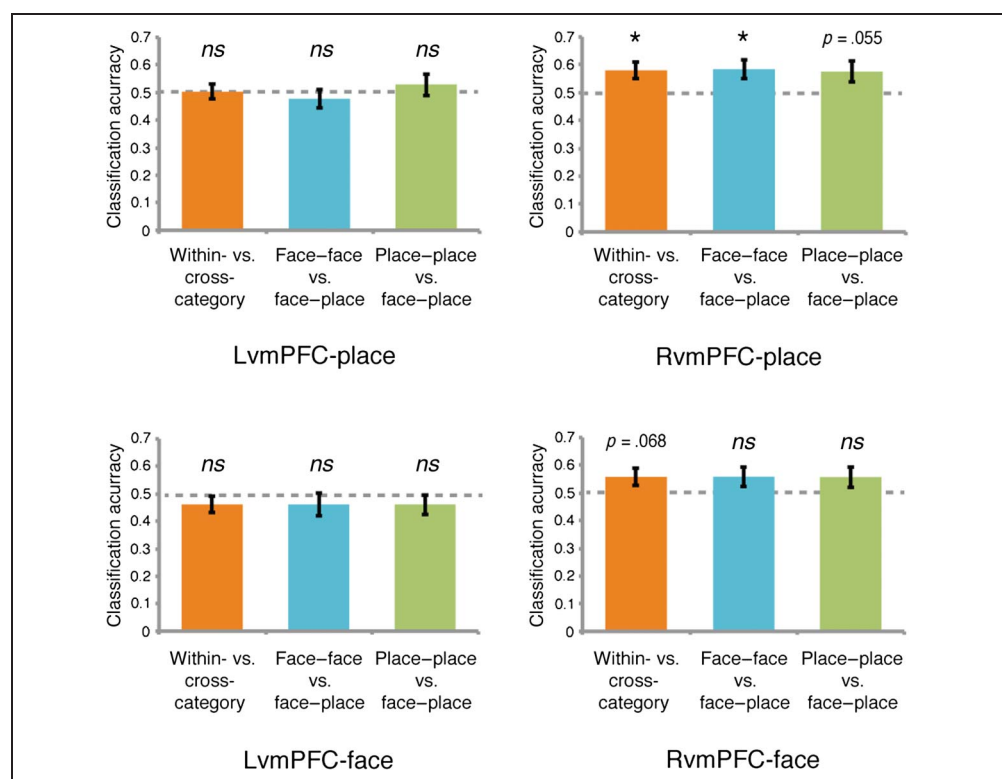 Classification acurracy
0.7
0.6
0.5
0.4
0.3
0.2
0.1
0
ns
ns
ns
Within- vs.
cross-
category
Face–face
vs.
face–place
Place–place
vs.
face–place
LvmPFC-place
Classification acurracy
0.7
0.6
0.5
0.4
0.3
0.2
0.1
0
*
*
p = .055
Within- vs.
cross-
category
Face–face
vs.
face–place
Place–place
vs.
face–place
RvmPFC-place
Classification acurracy
0.7
0.6
0.5
0.4
0.3
0.2
0.1
0
ns
ns
ns
Within- vs.
cross-
category
Face–face
vs.
face–place
Place–place
vs.
face–place
LvmPFC-face
Classification acurracy
0.7
0.6
0.5
0.4
0.3
0.2
0.1
0
p = .068
ns
ns
Within- vs.
cross-
category
Face–face
vs.
face–place
Place–place
vs.
face–place
RvmPFC-face